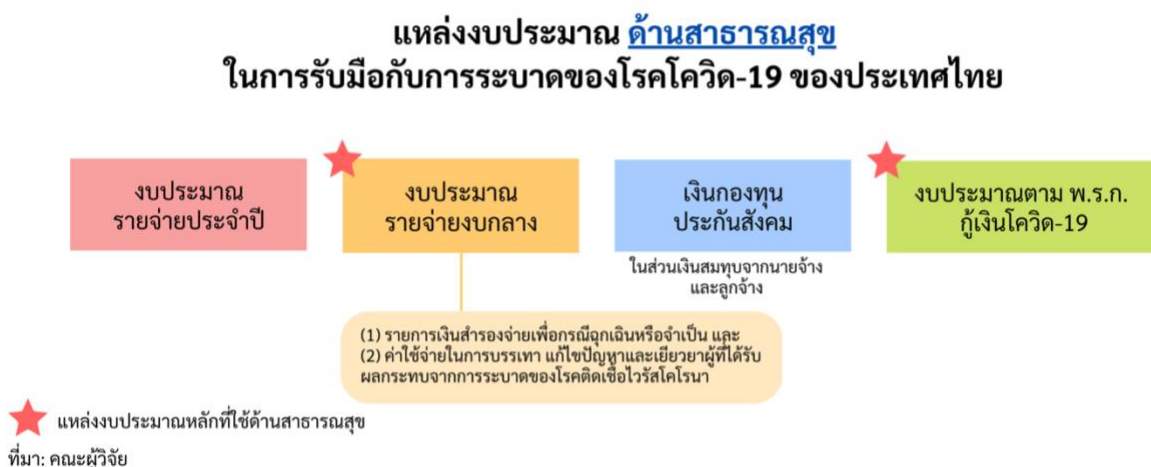 แหล่งงบประมาณ ด้านสาธารณสุข
ในการรับมือกับการระบาดของโรคโควิด-19 ของประเทศไทย
งบประมาณ
รายจ่ายประจำปี
งบประมาณ
รายจ่ายงบกลาง
เงินกองทุน
ประกันสังคม
งบประมาณตาม พ.ร.ก.
กู้เงินโควิด-19
ในส่วนเงินสมทบจากนายจ้าง
และลูกจ้าง
(1) รายการเงินสำรองจ่ายเพื่อกรณีฉุกเฉินหรือจำเป็น และ
(2) ค่าใช้จ่ายในการบรรเทา แก้ไขปัญหาและเยียวยาผู้ที่ได้รับ
ผลกระทบจากการระบาดของโรคติดเชื้อไวรัสโคโรนา
แหล่งงบประมาณหลักที่ใช้ด้านสาธารณสุข
ที่มา: คณะผู้วิจัย